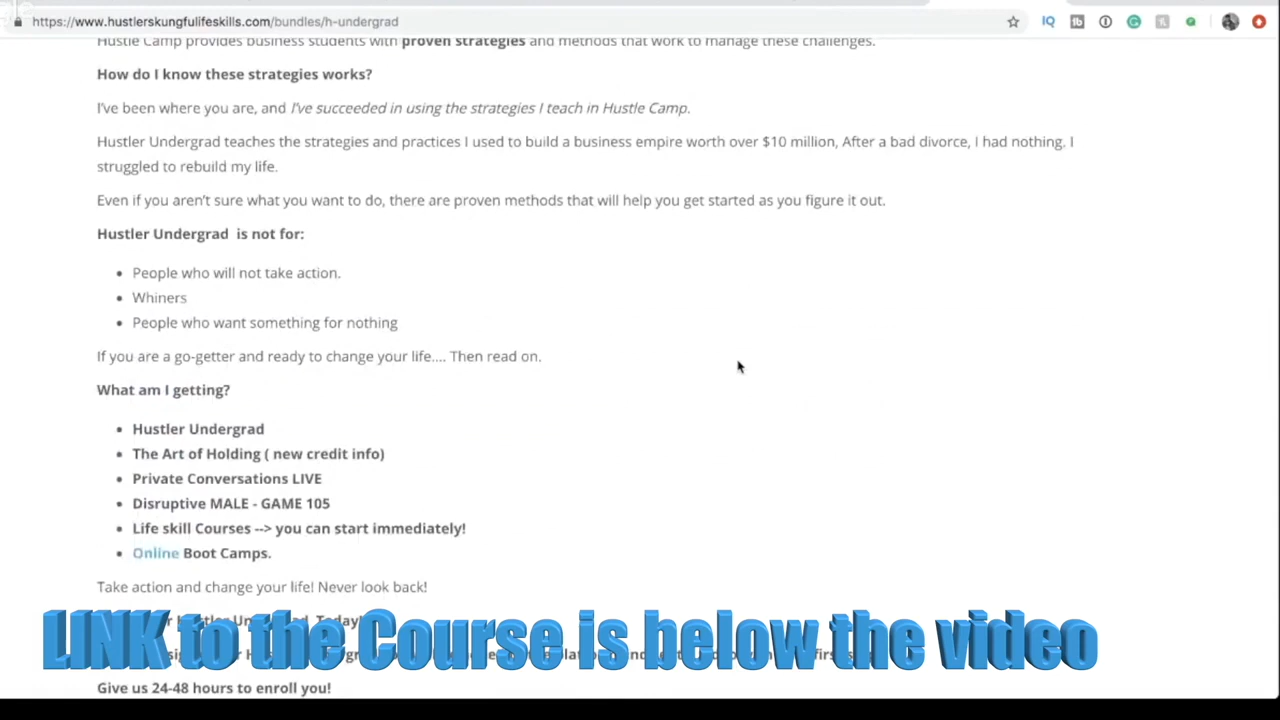 https://www.hustlerskungfulifeskills.com/bundles/h-undergrad
Hustle Camp provides business students with proven strategies and methods that work to manage these challenges.
How do I know these strategies works?
I've been where you are, and I've succeeded in using the strategies I teach in Hustle Camp.
Hustler Undergrad teaches the strategies and practices I used to build a business empire worth over $10 million, After a bad divorce, I had nothing. I
struggled to rebuild my life.
Even if you aren't sure what you want to do, there are proven methods that will help you get started as you figure it out.
Hustler Undergrad is not for:
• People who will not take action.
• Whiners
• People who want something for nothing
If you are a go-getter and ready to change your life.... Then read on.
What am I getting?
• Hustler Undergrad
• The Art of Holding ( new credit info)
• Private Conversations LIVE
• Disruptive MALE - GAME 105
• Life skill Courses --> you can start immediately!
• Online Boot Camps.
Take action and change your life! Never look back!
LINK to the Course is below the video
Give us 24-48 hours to enroll you!